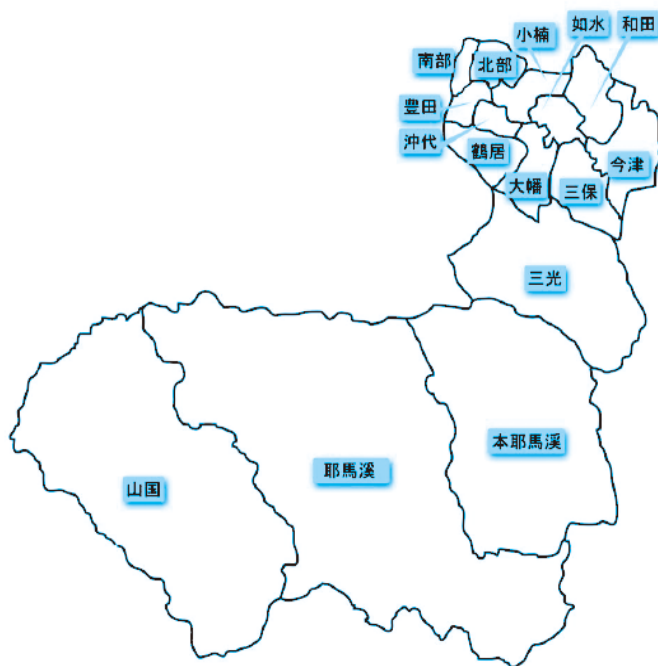 小楠
如水
和田
南部
北部
豊田
沖代
鶴居
大幡
三保
今津
三光
本耶馬溪
耶馬溪
山国